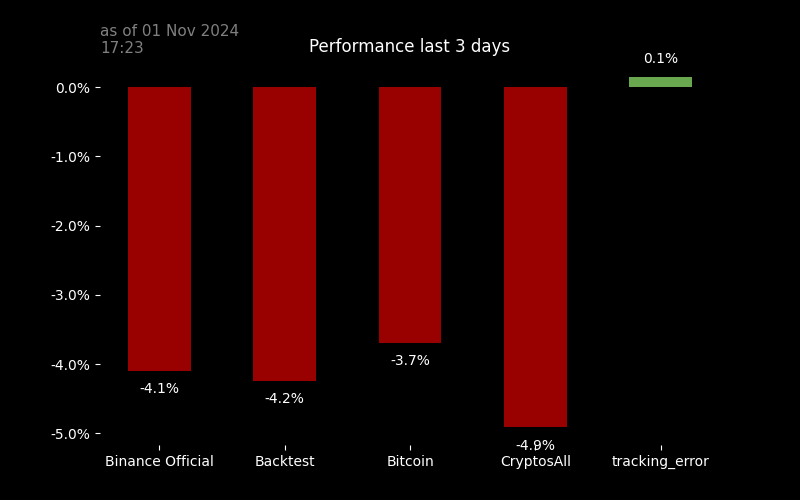 as of 01 Nov 2024
17:23
Performance last 3 days
0.1%
0.0%
-1.0%
-2.0%
-3.0%
-4.0%
-5.0%
-4.1%
-4.2%
-3.7%
-4.9%
Binance Official
Backtest
Bitcoin
CryptosAll
tracking_error